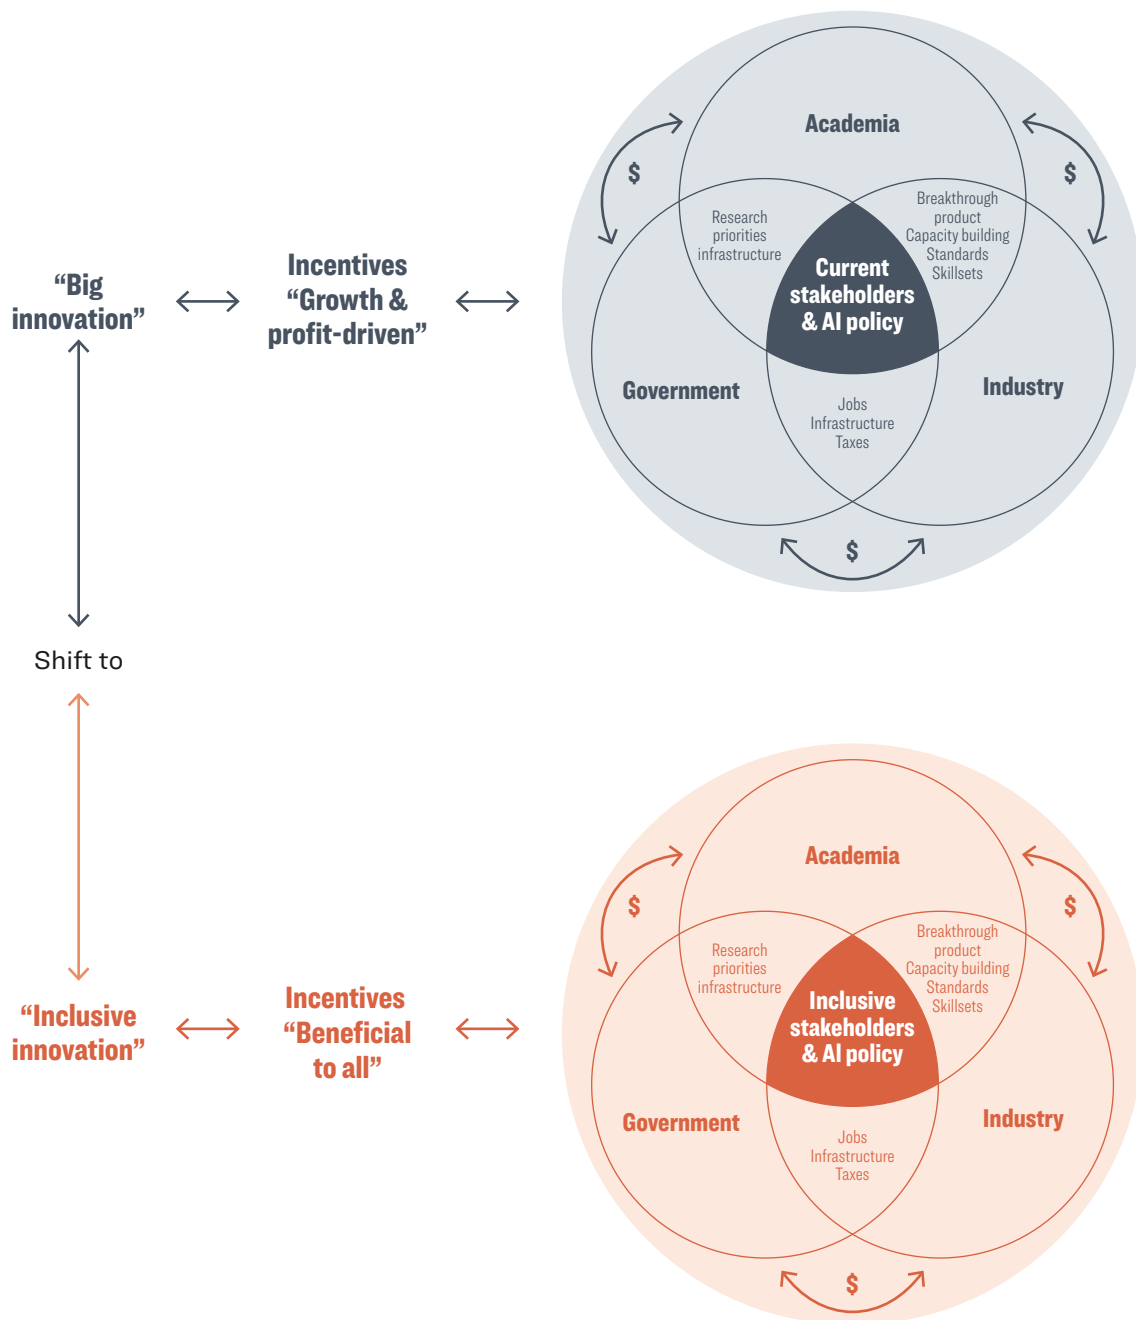 Academia
$
$
Research
priorities
infrastructure
Breakthrough
product
Capacity building
Standards
Skillsets
“Big
innovation”
Incentives
“Growth &
profit-driven”
Current
stakeholders
& AI policy
Government
Industry
Jobs
Infrastructure
Taxes
$
Shift to
Academia
$
$
Research
priorities
infrastructure
Breakthrough
product
Capacity building
Standards
Skillsets
“Inclusive
innovation”
Incentives
“Beneficial
to all”
Inclusive
stakeholders
& AI policy
Government
Industry
Jobs
Infrastructure
Taxes
$